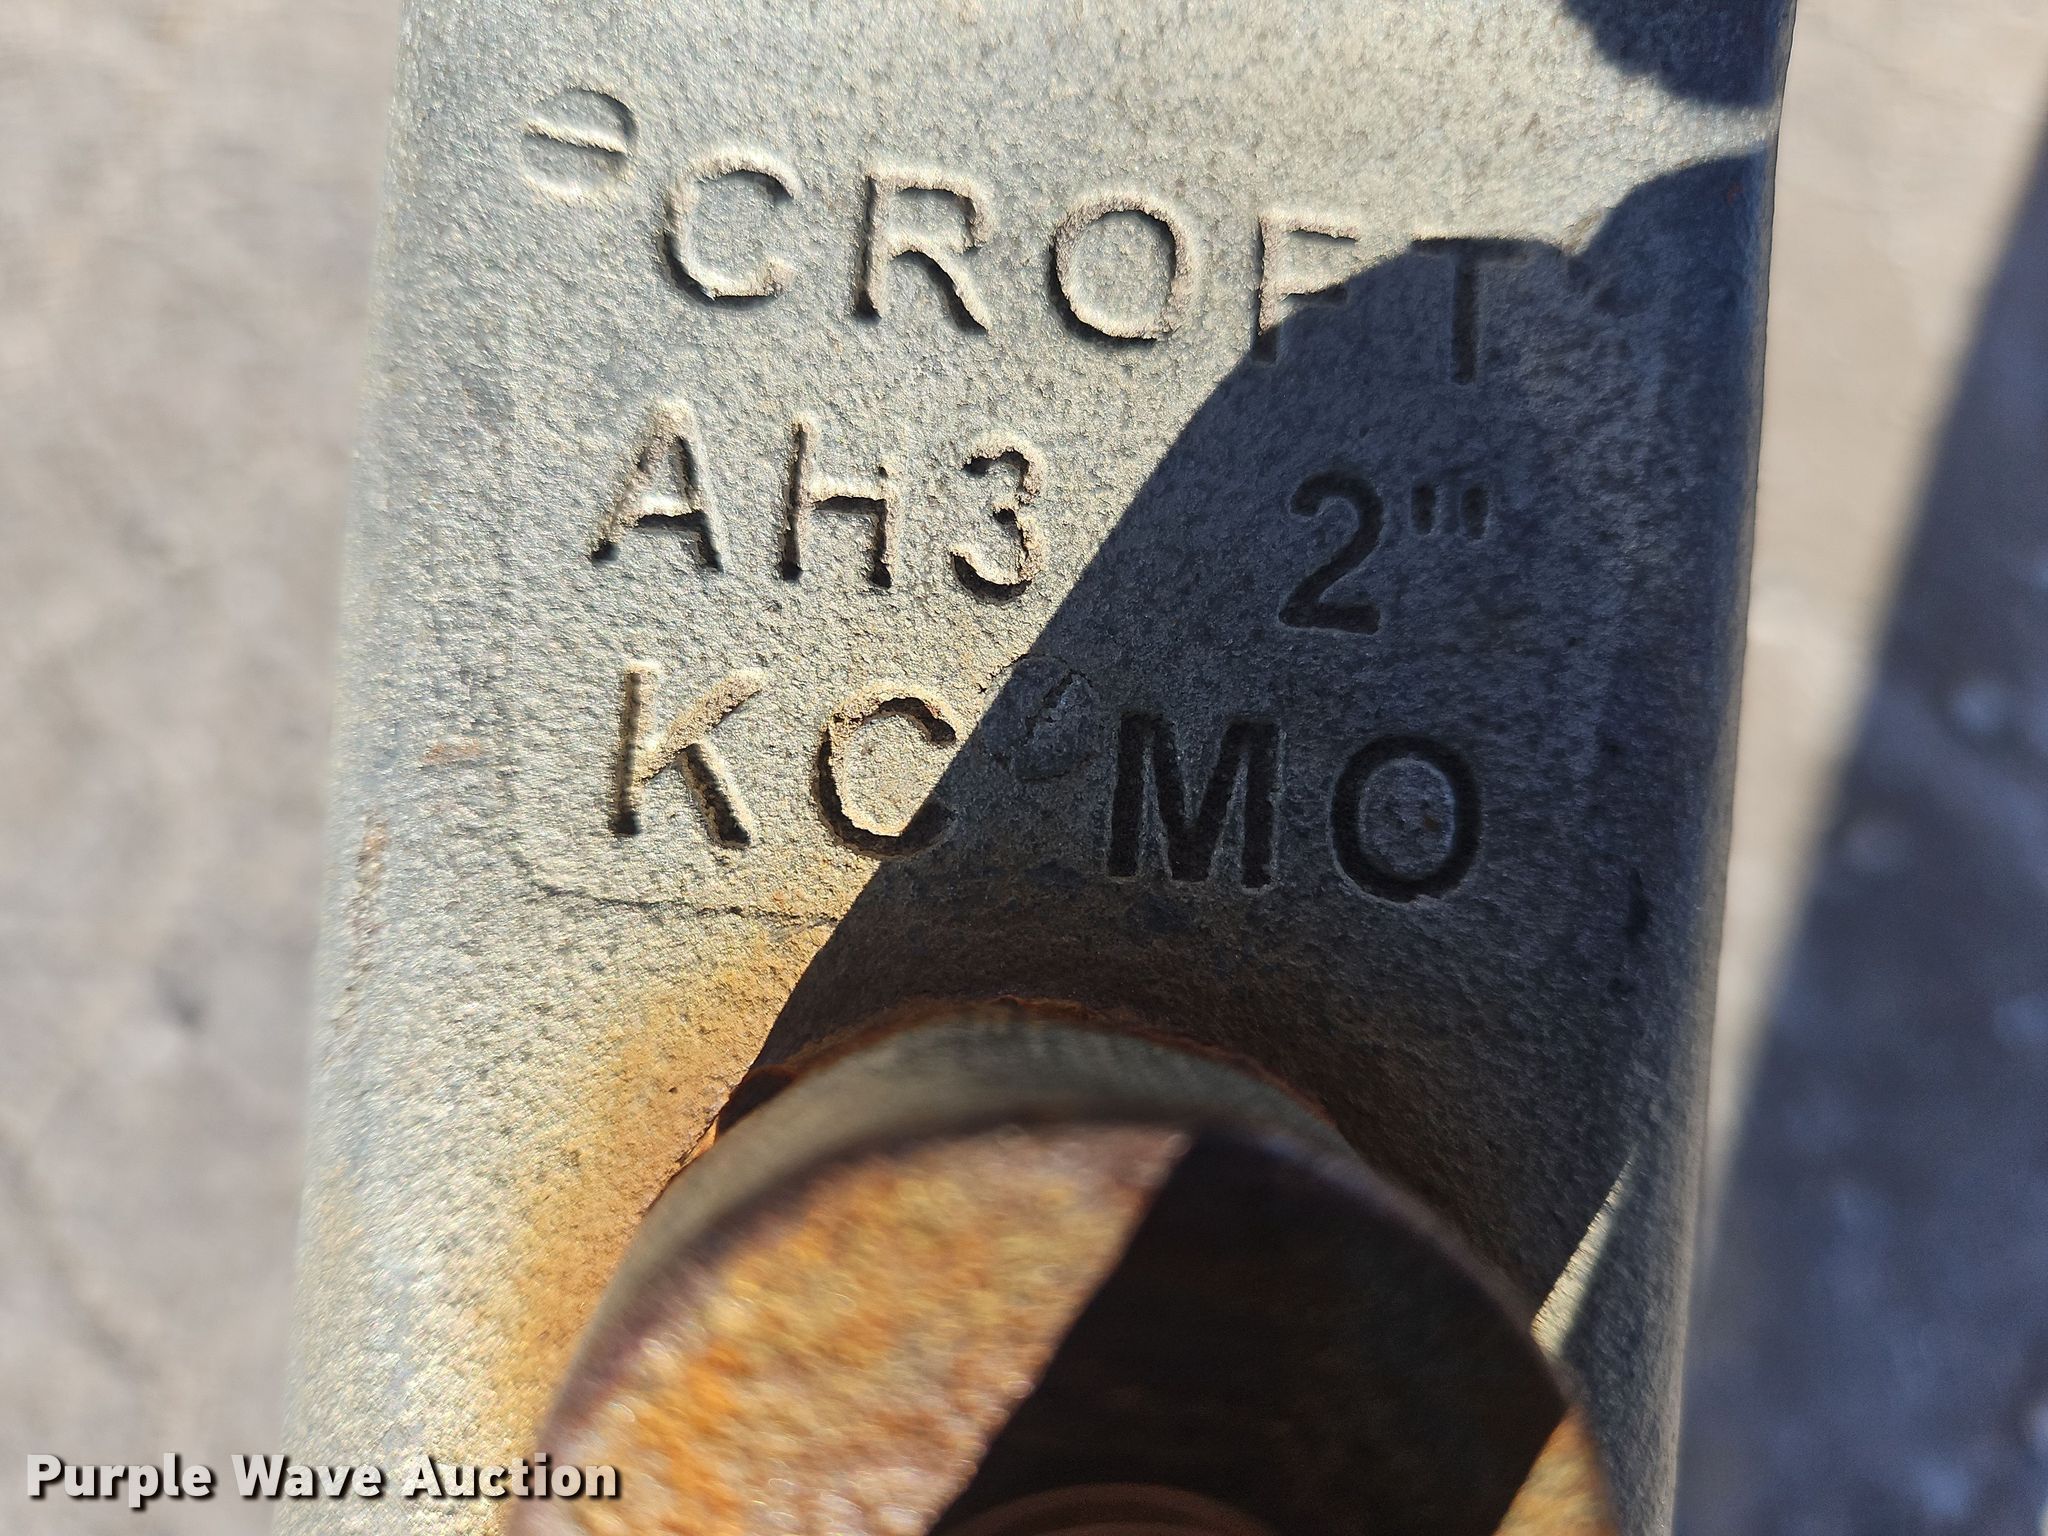 CROFT
AH3 2"
KC MO
Purple Wave Auction